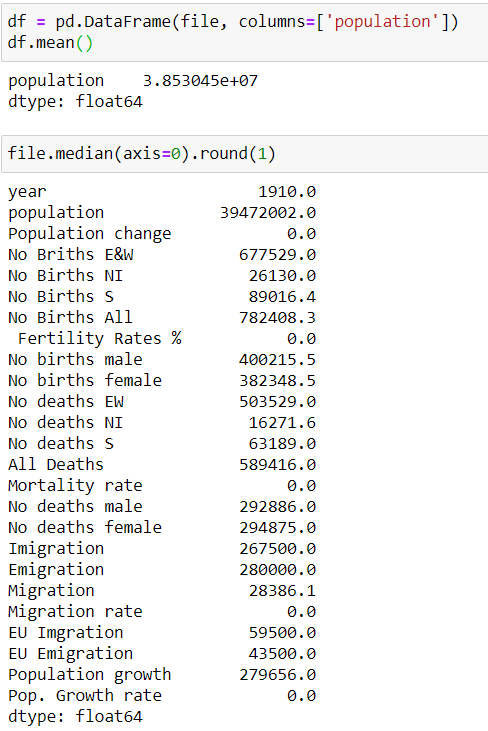 df = pd.DataFrame(file, columns=['population'])
df.mean()
population    3.853045e+07
dtype: float64
file.median(axis=0).round(1)
year                       1910.0
population             39472002.0
Population change             0.0
No Briths E&W            677529.0
No Births NI              26130.0
No Births S               89016.4
No Births All            782408.3
 Fertility Rates %            0.0
No births male           400215.5
No births female         382348.5
No deaths EW             503529.0
No deaths NI              16271.6
No deaths S               63189.0
All Deaths               589416.0
Mortality rate                0.0
No deaths male           292886.0
No deaths female         294875.0
Imigration               267500.0
Emigration               280000.0
Migration                 28386.1
Migration rate                0.0
EU Imgration              59500.0
EU Emigration             43500.0
Population growth        279656.0
Pop. Growth rate              0.0
dtype: float64